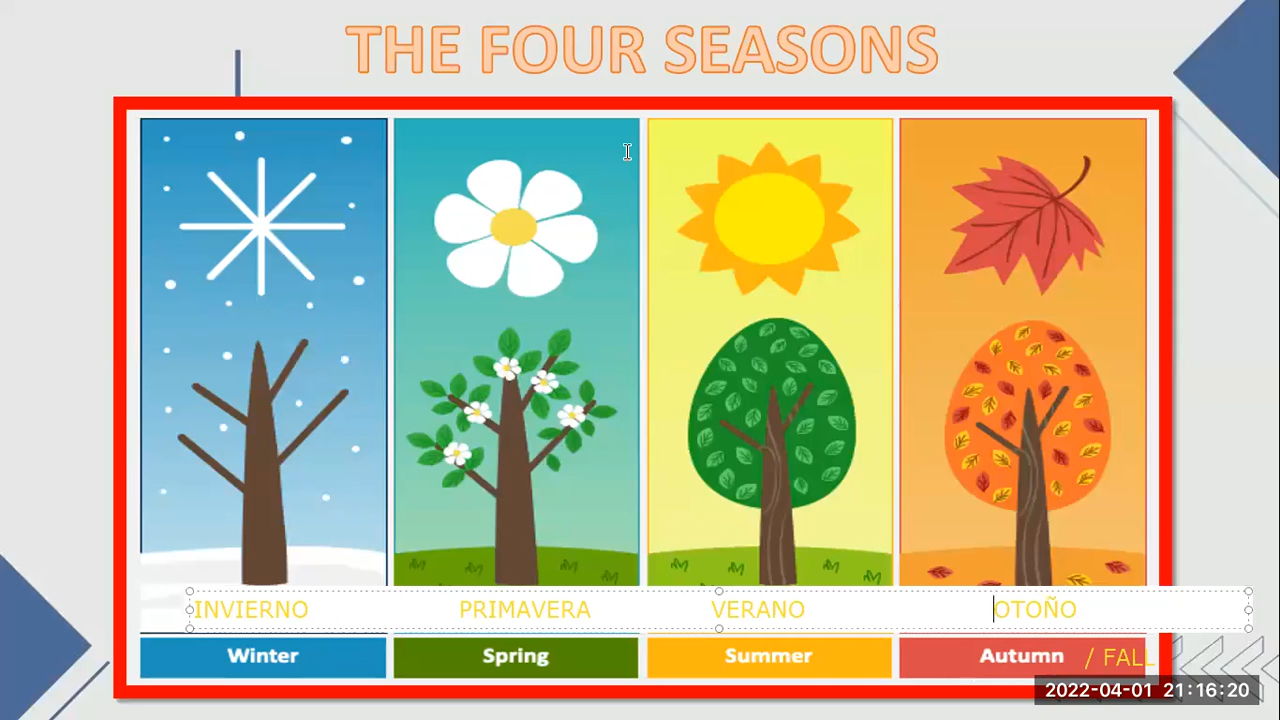 THE FOUR SEASONS
INVIERNO PRIMAVERA VERANO OTOÑO
Winter Spring Summer Autumn / FALL
2022-04-01 21:16:20